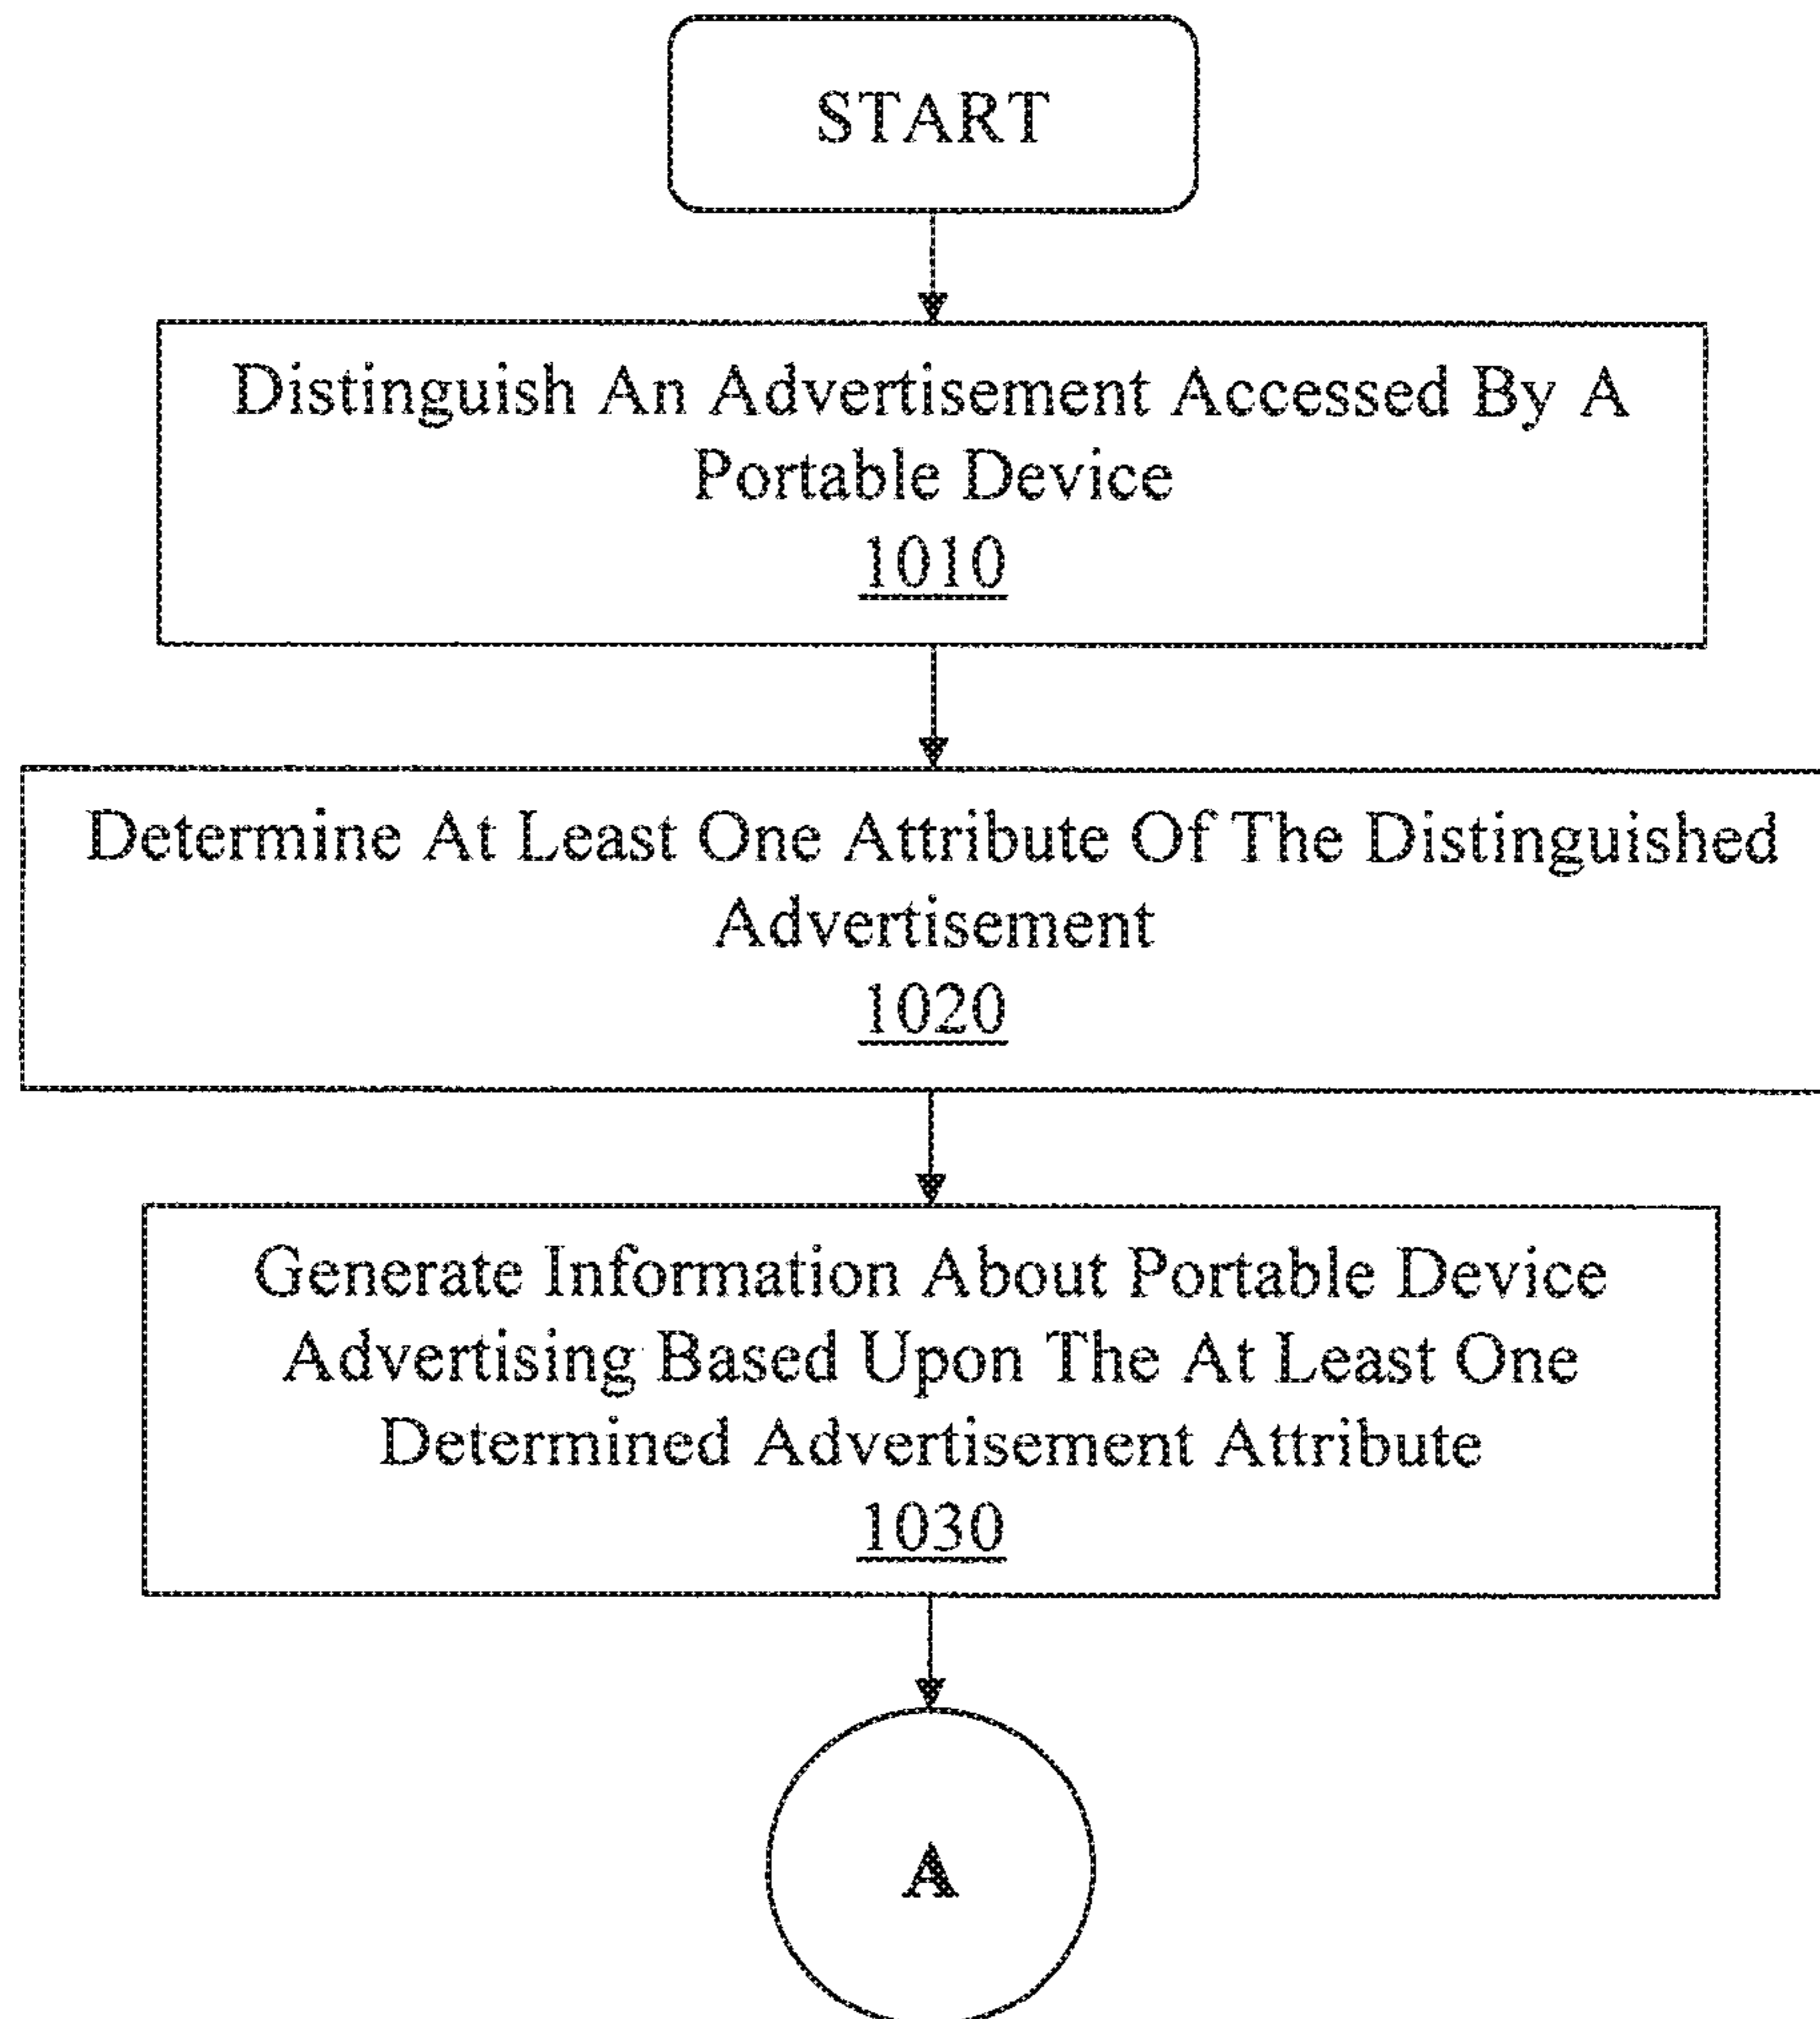 START
Distinguish An Advertisement Accessed By A
Portable Device
1010
Determine At Least One Attribute Of The Distinguished
Advertisement
1020
Generate Information About Portable Device
Advertising Based Upon The At Least One
Determined Advertisement Attribute
1030
A